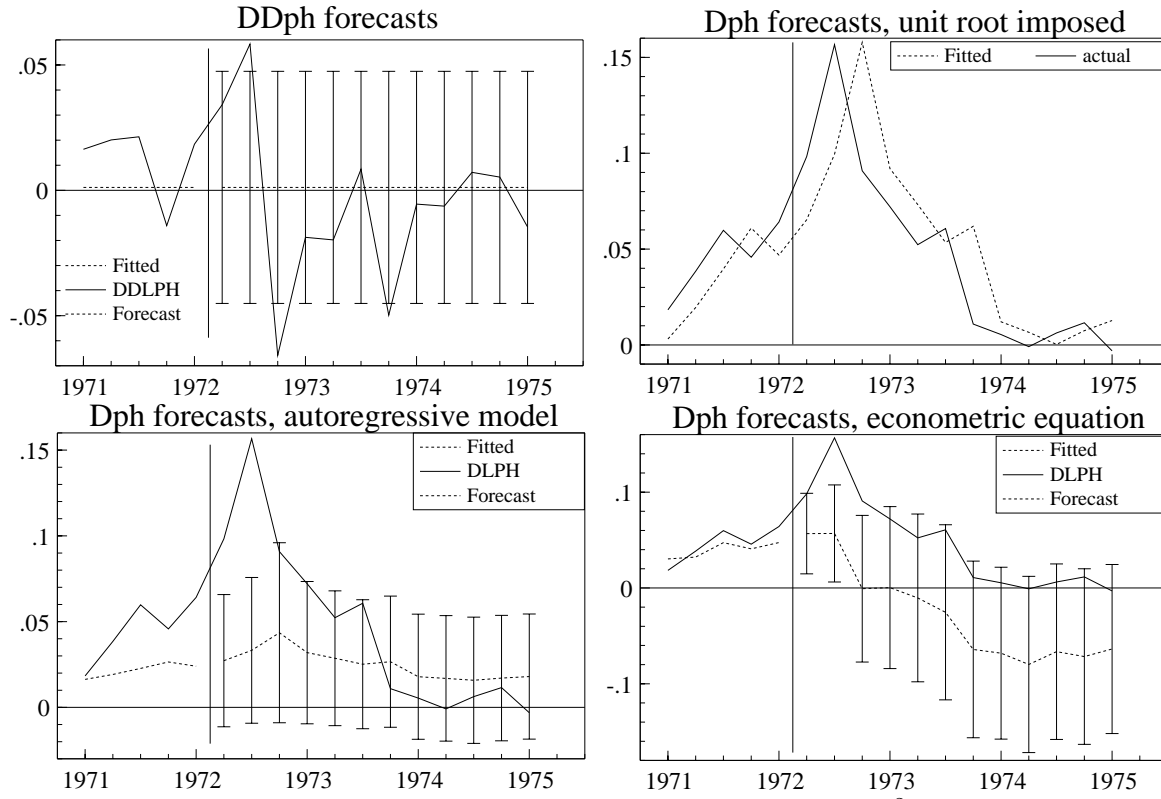 DDph forecasts
.05
0
-.05
Fitted
DDLPH
Forecast
1971 1972 1973 1974 1975
Dph forecasts, unit root imposed
Fitted actual
.15
.1
.05
0
1971 1972 1973 1974 1975
Dph forecasts, autoregressive model
Fitted
DLPH
Forecast
.15
.1
.05
0
1971 1972 1973 1974 1975
Dph forecasts, econometric equation
Fitted
DLPH
Forecast
.1
0
-.1
1971 1972 1973 1974 1975